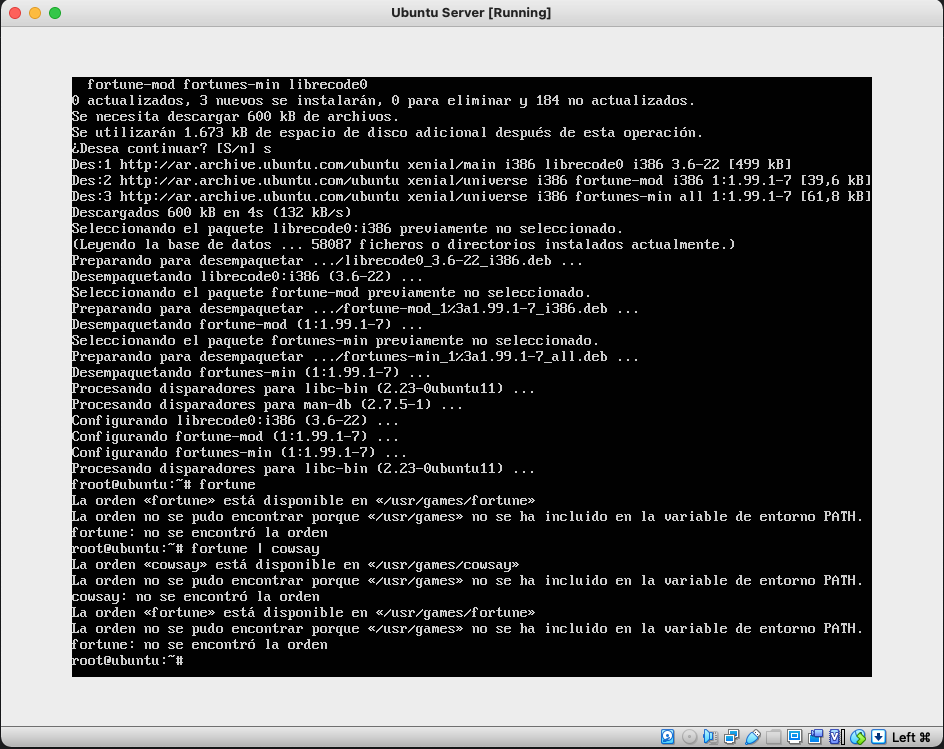 Ubuntu Server [Running]
fortune-mod fortunes-min librecode0
0 actualizados, 3 nuevos se instalarán, 0 para eliminar y 184 no actualizados.
Se necesita descargar 600 kB de archivos.
Se utilizarán 1.673 kB de espacio de disco adicional después de esta operación.
¿Desea continuar? [S/n] s
Des:1 http://ar.archive.ubuntu.com/ubuntu xenial/main i386 librecode0 i386 3.6-22 [499 kB]
Des:2 http://ar.archive.ubuntu.com/ubuntu xenial/universe i386 fortune-mod i386 1:1.99.1-7 [39,6 kB]
Des:3 http://ar.archive.ubuntu.com/ubuntu xenial/universe i386 fortunes-min all 1:1.99.1-7 [61,8 kB]
Descargados 600 kB en 4s (132 kB/s)
Seleccionando el paquete librecode0:i386 previamente no seleccionado.
(Leyendo la base de datos ... 58087 ficheros o directorios instalados actualmente.)
Preparando para desempaquetar .../librecode0_3.6-22_i386.deb ...
Desempaquetando librecode0:i386 (3.6-22) ...
Seleccionando el paquete fortune-mod previamente no seleccionado.
Preparando para desempaquetar .../fortune-mod_1%3a1.99.1-7_i386.deb ...
Desempaquetando fortune-mod (1:1.99.1-7) ...
Seleccionando el paquete fortunes-min previamente no seleccionado.
Preparando para desempaquetar .../fortunes-min_1%3a1.99.1-7_all.deb ...
Desempaquetando fortunes-min (1:1.99.1-7) ...
Procesando disparadores para libc-bin (2.23-0ubuntu11) ...
Procesando disparadores para man-db (2.7.5-1) ...
Configurando librecode0:i386 (3.6-22) ...
Configurando fortune-mod (1:1.99.1-7) ...
Configurando fortunes-min (1:1.99.1-7) ...
Procesando disparadores para libc-bin (2.23-0ubuntu11) ...
froot@ubuntu:~# fortune
La orden «fortune» está disponible en «/usr/games/fortune»
La orden no se pudo encontrar porque «/usr/games» no se ha incluido en la variable de entorno PATH.
fortune: no se encontró la orden
root@ubuntu:~# fortune | cowsay
La orden «cowsay» está disponible en «/usr/games/cowsay»
La orden no se pudo encontrar porque «/usr/games» no se ha incluido en la variable de entorno PATH.
cowsay: no se encontró la orden
La orden «fortune» está disponible en «/usr/games/fortune»
La orden no se pudo encontrar porque «/usr/games» no se ha incluido en la variable de entorno PATH.
fortune: no se encontró la orden
root@ubuntu:~#
Left ⌘